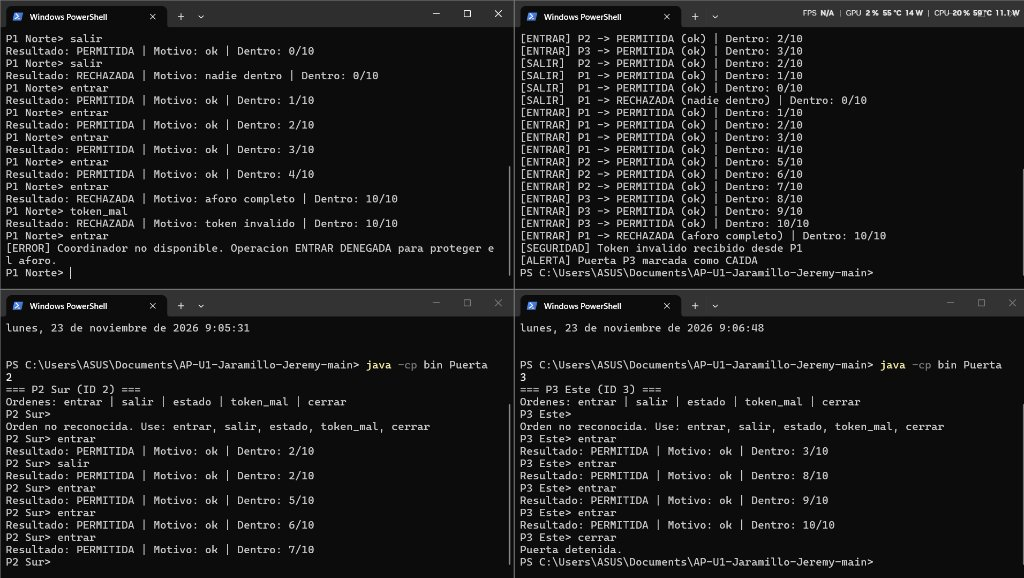 Windows PowerShell
P1 Norte> salir
Resultado: PERMITIDA | Motivo: ok | Dentro: 0/10
P1 Norte> salir
Resultado: RECHAZADA | Motivo: nadie dentro | Dentro: 0/10
P1 Norte> entrar
Resultado: PERMITIDA | Motivo: ok | Dentro: 1/10
P1 Norte> entrar
Resultado: PERMITIDA | Motivo: ok | Dentro: 2/10
P1 Norte> entrar
Resultado: PERMITIDA | Motivo: ok | Dentro: 3/10
P1 Norte> entrar
Resultado: PERMITIDA | Motivo: ok | Dentro: 4/10
P1 Norte> entrar
Resultado: RECHAZADA | Motivo: aforo completo | Dentro: 10/10
P1 Norte> token_mal
Resultado: RECHAZADA | Motivo: token invalido | Dentro: 10/10
P1 Norte> entrar
[ERROR] Coordinador no disponible. Operacion ENTRAR DENEGADA para proteger e
l aforo.
P1 Norte>
Windows PowerShell
FPS N/A | GPU 2 % 55 °C 14 W | CPU 20 % 59 °C 11.1 W
[ENTRAR] P2 -> PERMITIDA (ok) | Dentro: 2/10
[ENTRAR] P3 -> PERMITIDA (ok) | Dentro: 3/10
[SALIR]  P2 -> PERMITIDA (ok) | Dentro: 2/10
[SALIR]  P1 -> PERMITIDA (ok) | Dentro: 1/10
[SALIR]  P1 -> PERMITIDA (ok) | Dentro: 0/10
[SALIR]  P1 -> RECHAZADA (nadie dentro) | Dentro: 0/10
[ENTRAR] P1 -> PERMITIDA (ok) | Dentro: 1/10
[ENTRAR] P1 -> PERMITIDA (ok) | Dentro: 2/10
[ENTRAR] P1 -> PERMITIDA (ok) | Dentro: 3/10
[ENTRAR] P1 -> PERMITIDA (ok) | Dentro: 4/10
[ENTRAR] P2 -> PERMITIDA (ok) | Dentro: 5/10
[ENTRAR] P2 -> PERMITIDA (ok) | Dentro: 6/10
[ENTRAR] P2 -> PERMITIDA (ok) | Dentro: 7/10
[ENTRAR] P3 -> PERMITIDA (ok) | Dentro: 8/10
[ENTRAR] P3 -> PERMITIDA (ok) | Dentro: 9/10
[ENTRAR] P3 -> PERMITIDA (ok) | Dentro: 10/10
[ENTRAR] P1 -> RECHAZADA (aforo completo) | Dentro: 10/10
[SEGURIDAD] Token invalido recibido desde P1
[ALERTA] Puerta P3 marcada como CAIDA
PS C:\Users\ASUS\Documents\AP-U1-Jaramillo-Jeremy-main>
Windows PowerShell
lunes, 23 de noviembre de 2026 9:05:31
PS C:\Users\ASUS\Documents\AP-U1-Jaramillo-Jeremy-main> java -cp bin Puerta
2
=== P2 Sur (ID 2) ===
Ordenes: entrar | salir | estado | token_mal | cerrar
P2 Sur>
Orden no reconocida. Use: entrar, salir, estado, token_mal, cerrar
P2 Sur> entrar
Resultado: PERMITIDA | Motivo: ok | Dentro: 2/10
P2 Sur> salir
Resultado: PERMITIDA | Motivo: ok | Dentro: 2/10
P2 Sur> entrar
Resultado: PERMITIDA | Motivo: ok | Dentro: 5/10
P2 Sur> entrar
Resultado: PERMITIDA | Motivo: ok | Dentro: 6/10
P2 Sur> entrar
Resultado: PERMITIDA | Motivo: ok | Dentro: 7/10
P2 Sur>
Windows PowerShell
lunes, 23 de noviembre de 2026 9:06:48
PS C:\Users\ASUS\Documents\AP-U1-Jaramillo-Jeremy-main> java -cp bin Puerta
3
=== P3 Este (ID 3) ===
Ordenes: entrar | salir | estado | token_mal | cerrar
P3 Este>
Orden no reconocida. Use: entrar, salir, estado, token_mal, cerrar
P3 Este> entrar
Resultado: PERMITIDA | Motivo: ok | Dentro: 3/10
P3 Este> entrar
Resultado: PERMITIDA | Motivo: ok | Dentro: 8/10
P3 Este> entrar
Resultado: PERMITIDA | Motivo: ok | Dentro: 9/10
P3 Este> entrar
Resultado: PERMITIDA | Motivo: ok | Dentro: 10/10
P3 Este> cerrar
Puerta detenida.
PS C:\Users\ASUS\Documents\AP-U1-Jaramillo-Jeremy-main>